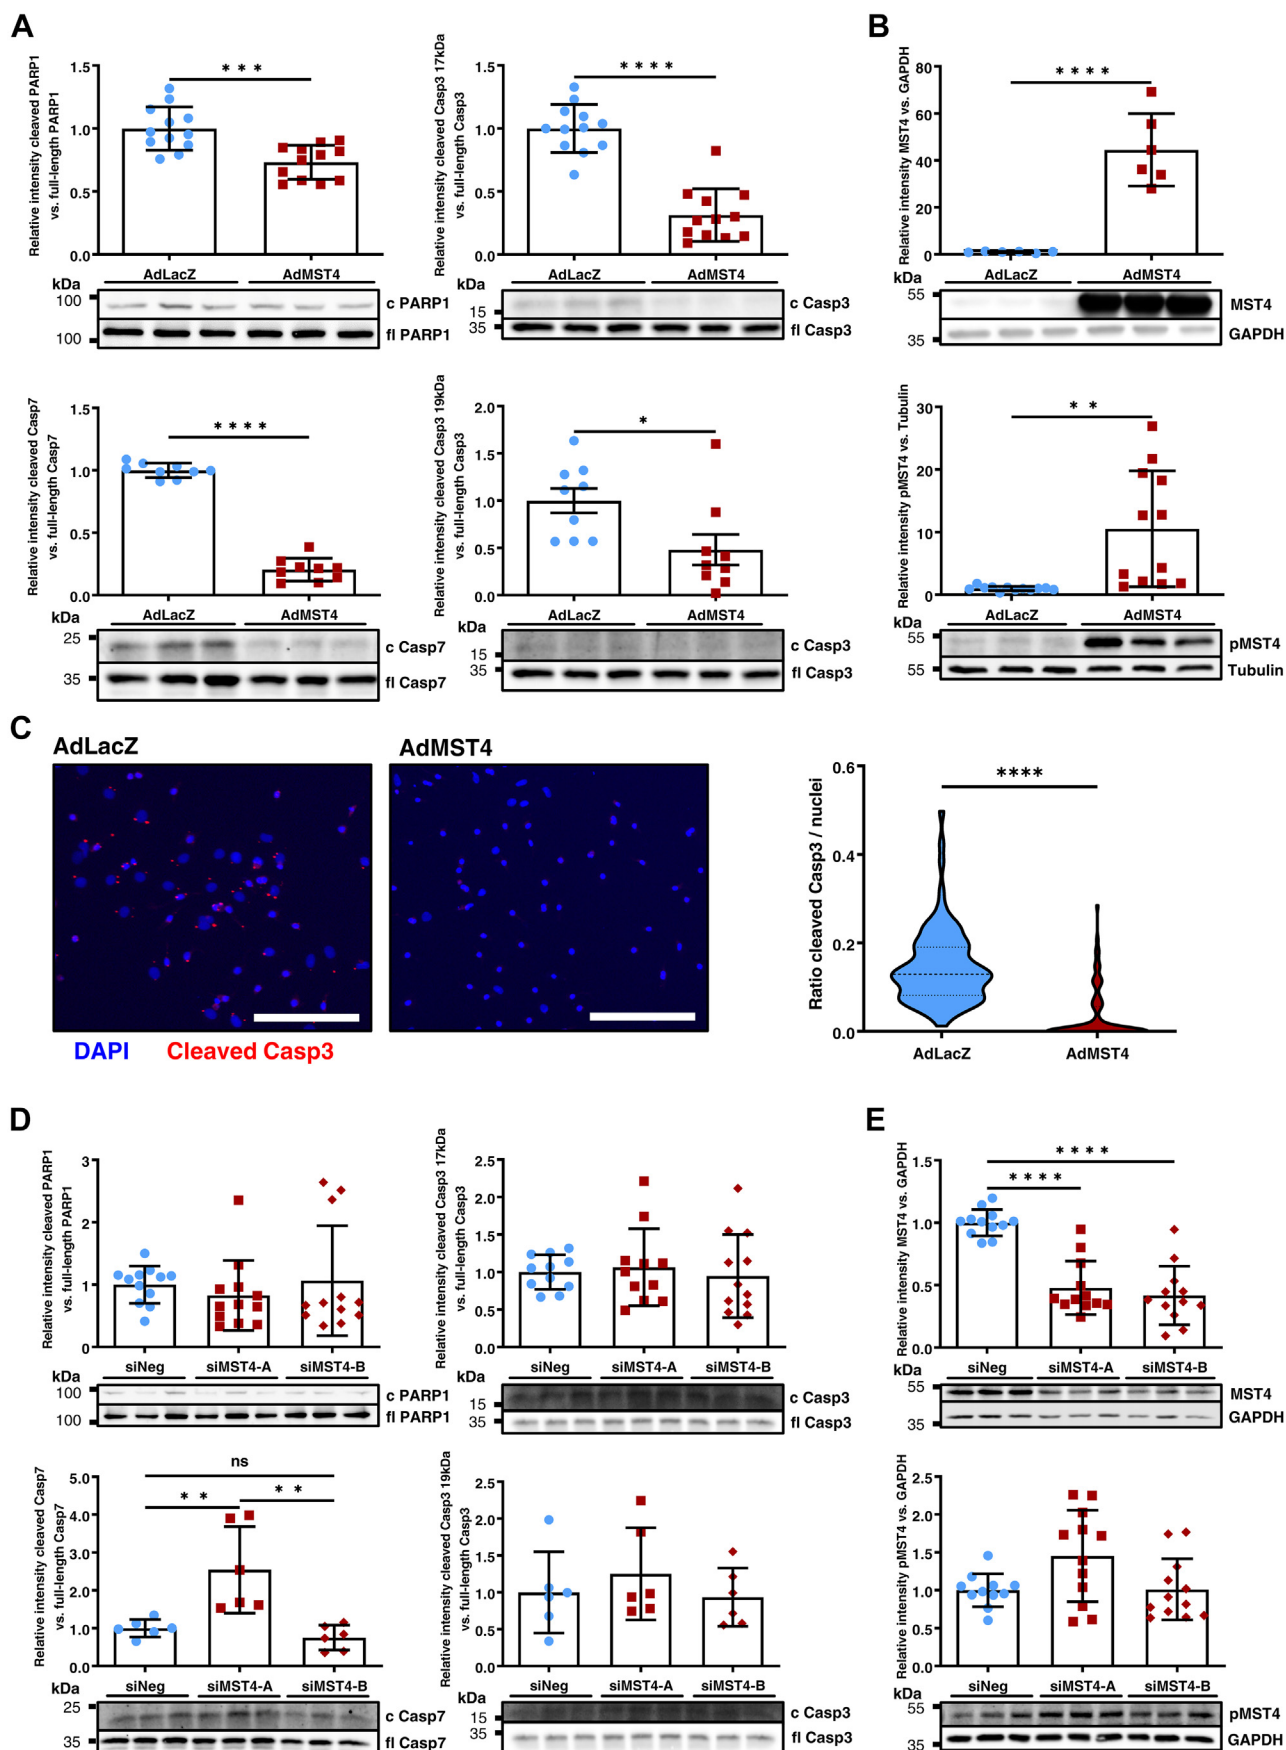 A
Relative intensity cleaved PARP1
vs. full-length PARP1
1.5
1.0
0.5
0.0
* * *
AdLacZ
AdMST4
kDa
100
c PARP1
100
fl PARP1
Relative intensity cleaved Casp3 17kDa
vs. full-length Casp3
1.5
1.0
0.5
0.0
* * * *
AdLacZ
AdMST4
kDa
15
c Casp3
35
fl Casp3
B
Relative intensity MST4 vs. GAPDH
80
60
40
20
0
* * * *
AdLacZ
AdMST4
kDa
55
MST4
35
GAPDH
Relative intensity cleaved Casp7
vs. full-length Casp7
1.5
1.0
0.5
0.0
* * * *
AdLacZ
AdMST4
kDa
25
c Casp7
35
fl Casp7
Relative intensity cleaved Casp3 19kDa
vs. full-length Casp3
2.0
1.5
1.0
0.5
0.0
*
AdLacZ
AdMST4
kDa
15
c Casp3
35
fl Casp3
Relative intensity pMST4 vs. Tubulin
30
20
10
0
* *
AdLacZ
AdMST4
kDa
55
pMST4
55
Tubulin
C
AdLacZ
AdMST4
DAPI
Cleaved Casp3
Ratio cleaved Casp3 / nuclei
0.6
0.4
0.2
0.0
****
AdLacZ
AdMST4
D
Relative intensity cleaved PARP1
vs. full-length PARP1
3
2
1
0
siNeg
siMST4-A
siMST4-B
kDa
100
c PARP1
100
fl PARP1
Relative intensity cleaved Casp3 17kDa
vs. full-length Casp3
2.5
2.0
1.5
1.0
0.5
0.0
siNeg
siMST4-A
siMST4-B
kDa
15
c Casp3
35
fl Casp3
E
Relative intensity MST4 vs. GAPDH
1.5
1.0
0.5
0.0
* * * *
* * * *
siNeg
siMST4-A
siMST4-B
kDa
55
MST4
35
GAPDH
Relative intensity cleaved Casp7
vs. full-length Casp7
5.0
4.0
3.0
2.0
1.0
0.0
ns
* *
* *
siNeg
siMST4-A
siMST4-B
kDa
25
c Casp7
35
fl Casp7
Relative intensity cleaved Casp3 19kDa
vs. full-length Casp3
2.5
2.0
1.5
1.0
0.5
0.0
siNeg
siMST4-A
siMST4-B
kDa
15
c Casp3
35
fl Casp3
Relative intensity pMST4 vs. GAPDH
2.5
2.0
1.5
1.0
0.5
0.0
siNeg
siMST4-A
siMST4-B
kDa
55
pMST4
35
GAPDH